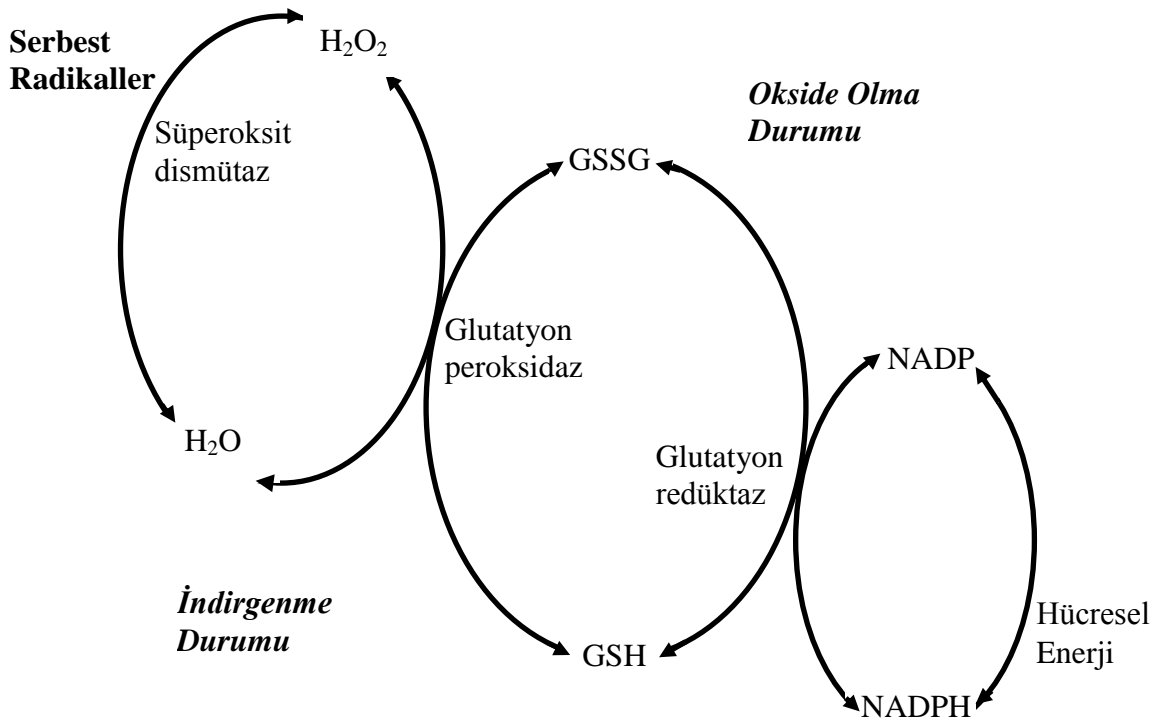 Serbest
Radikaller
H₂O₂
Süperoksit
dismütaz
Okside Olma
Durumu
GSSG
Glutatyon
peroksidaz
NADP
H₂O
Glutatyon
redüktaz
İndirgenme
Durumu
GSH
Hücresel
Enerji
NADPH